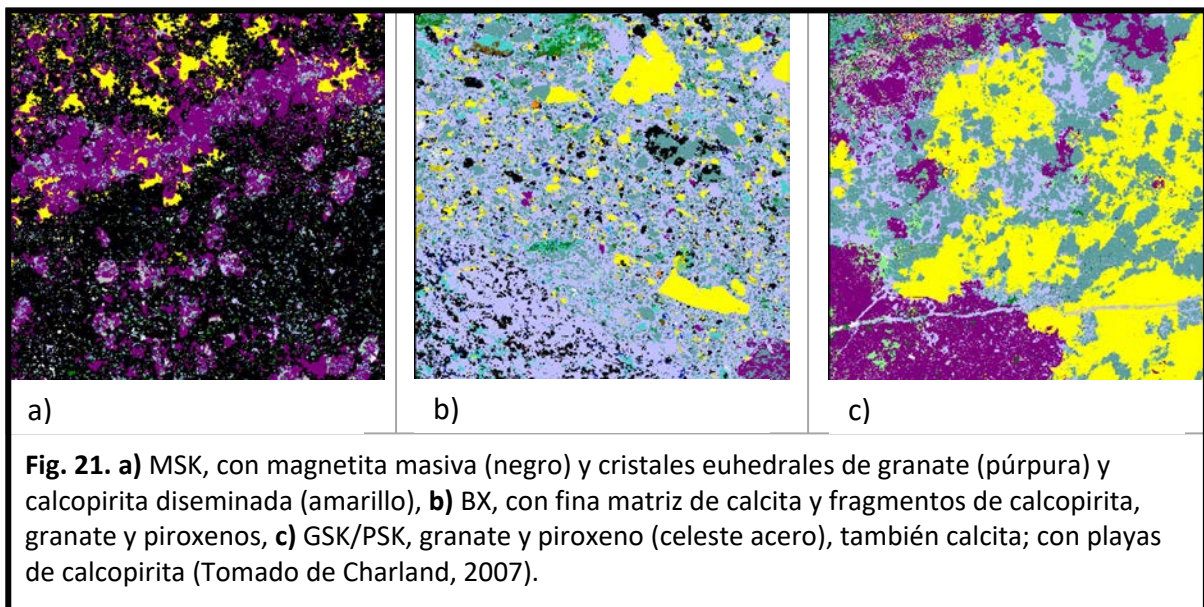 a)
b)
c)
Fig. 21. a) MSK, con magnetita masiva (negro) y cristales euhedrales de granate (púrpura) y
calcopirita diseminada (amarillo), b) BX, con fina matriz de calcita y fragmentos de calcopirita,
granate y piroxenos, c) GSK/PSK, granate y piroxeno (celeste acero), también calcita; con playas
de calcopirita (Tomado de Charland, 2007).